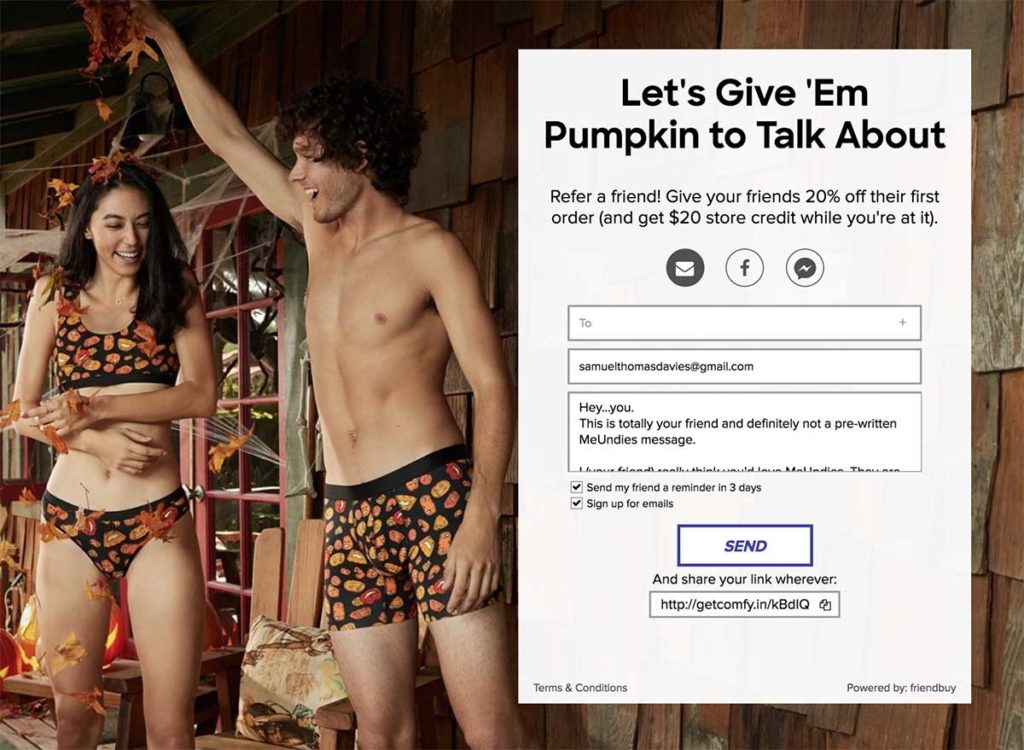 Let's Give 'Em
Pumpkin to Talk About
Refer a friend! Give your friends 20% off their first
order (and get $20 store credit while you're at it).
To +
samuelthomasdavies@gmail.com
Hey...you.
This is totally your friend and definitely not a pre-written
MeUndies message.
I (your friend) really think you'd love MeUndies. They are
Send my friend a reminder in 3 days
Sign up for emails
SEND
And share your link wherever:
http://getcomfy.in/kBdlQ
Terms & Conditions
Powered by: friendbuy